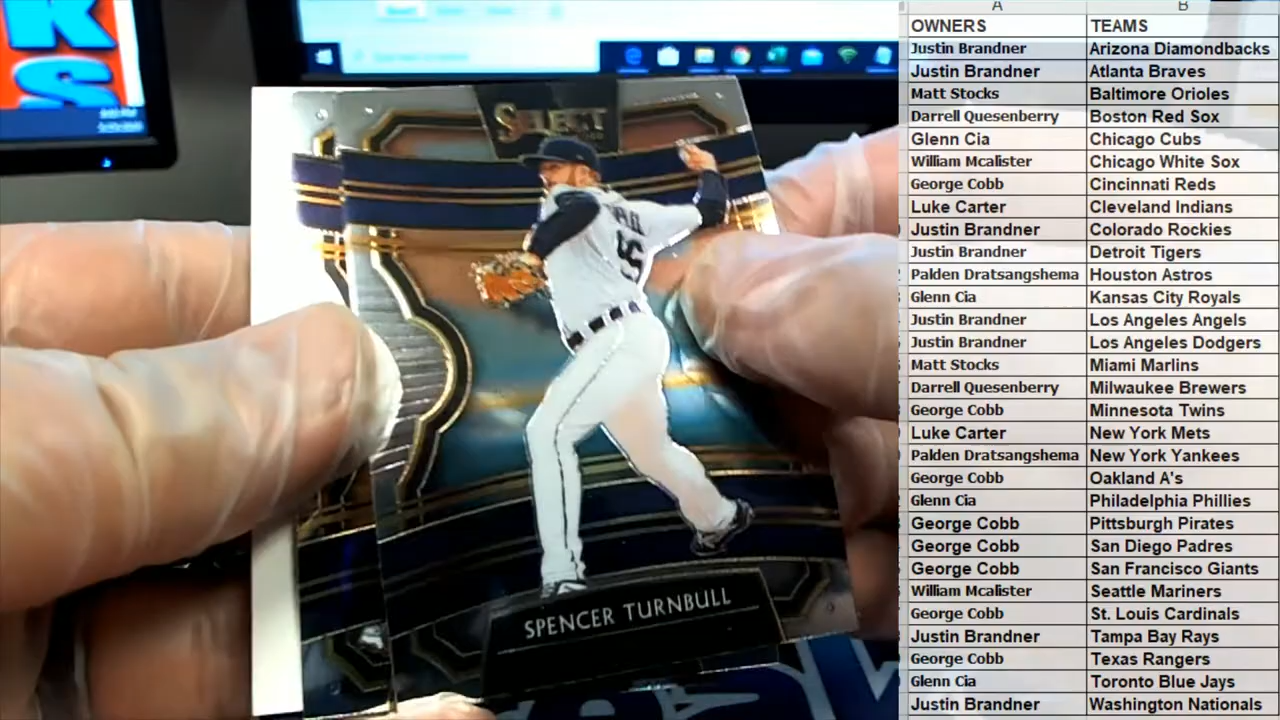 K
S
SELECT
56
SPENCER TURNBULL
A B
OWNERS TEAMS
Justin Brandner Arizona Diamondbacks
Justin Brandner Atlanta Braves
Matt Stocks Baltimore Orioles
Darrell Quesenberry Boston Red Sox
Glenn Cia Chicago Cubs
William Mcalister Chicago White Sox
George Cobb Cincinnati Reds
Luke Carter Cleveland Indians
Justin Brandner Colorado Rockies
Justin Brandner Detroit Tigers
Palden Dratsangshema Houston Astros
Glenn Cia Kansas City Royals
Justin Brandner Los Angeles Angels
Justin Brandner Los Angeles Dodgers
Matt Stocks Miami Marlins
Darrell Quesenberry Milwaukee Brewers
George Cobb Minnesota Twins
Luke Carter New York Mets
Palden Dratsangshema New York Yankees
George Cobb Oakland A's
Glenn Cia Philadelphia Phillies
George Cobb Pittsburgh Pirates
George Cobb San Diego Padres
George Cobb San Francisco Giants
William Mcalister Seattle Mariners
George Cobb St. Louis Cardinals
Justin Brandner Tampa Bay Rays
George Cobb Texas Rangers
Glenn Cia Toronto Blue Jays
Justin Brandner Washington Nationals